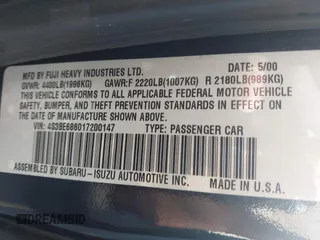 MFD. BY FUJI HEAVY INDUSTRIES LTD. DATE: 5/00
GVWR: 4400LB(1996KG) GAWR:F 2220LB(1007KG) R 2180LB(989KG)
THIS VEHICLE CONFORMS TO ALL APPLICABLE FEDERAL MOTOR VEHICLE
SAFETY, BUMPER, AND THEFT PREVENTION STANDARDS IN EFFECT ON THE
DATE OF MANUFACTURE SHOWN ABOVE.
VIN: 4S3BE686017200147 TYPE: PASSENGER CAR
ASSEMBLED BY SUBARU-ISUZU AUTOMOTIVE INC. MADE IN U.S.A.
DREAMBID